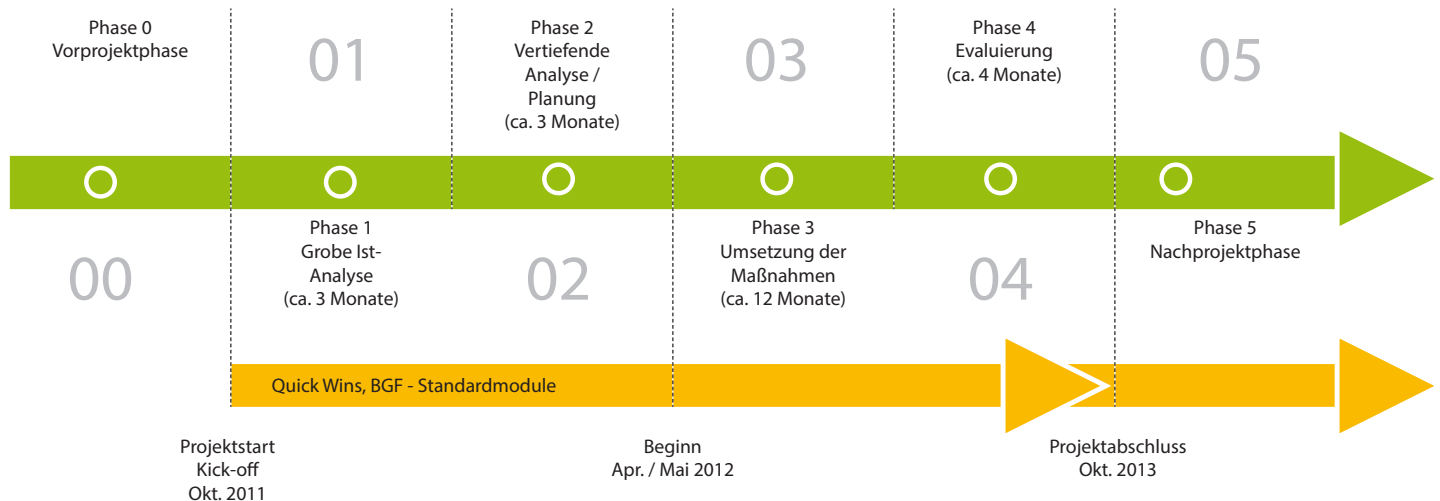 Phase 0
Vorprojektphase
01
Phase 2
Vertiefende
Analyse /
Planung
(ca. 3 Monate)
03
Phase 4
Evaluierung
(ca. 4 Monate)
05
00
Phase 1
Grobe Ist-
Analyse
(ca. 3 Monate)
02
Phase 3
Umsetzung der
Maßnahmen
(ca. 12 Monate)
04
Phase 5
Nachprojektphase
Quick Wins, BGF - Standardmodule
Projektstart
Kick-off
Okt. 2011
Beginn
Apr. / Mai 2012
Projektabschluss
Okt. 2013